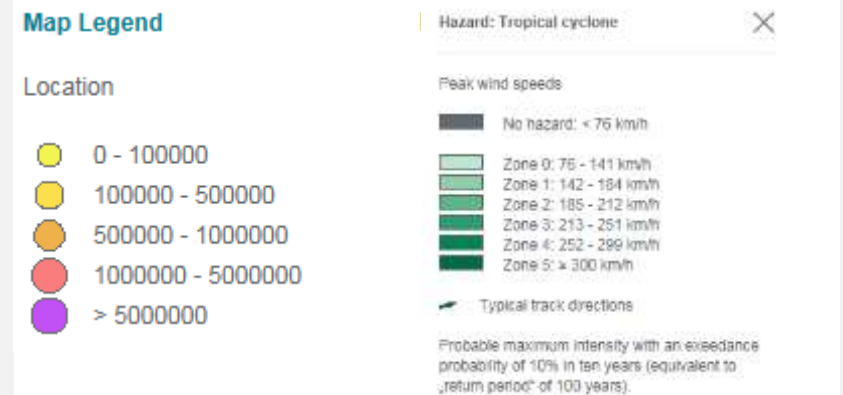 Map Legend
Location
0 - 100000
100000 - 500000
500000 - 1000000
1000000 - 5000000
> 5000000
Hazard: Tropical cyclone
Peak wind speeds
No hazard: < 76 km/h
Zone 0: 76 - 141 km/h
Zone 1: 142 - 184 km/h
Zone 2: 185 - 212 km/h
Zone 3: 213 - 251 km/h
Zone 4: 252 - 299 km/h
Zone 5: ≥ 300 km/h
Typical track directions
Probable maximum intensity with an exeedance
probability of 10% in ten years (equivalent to
„return period" of 100 years).